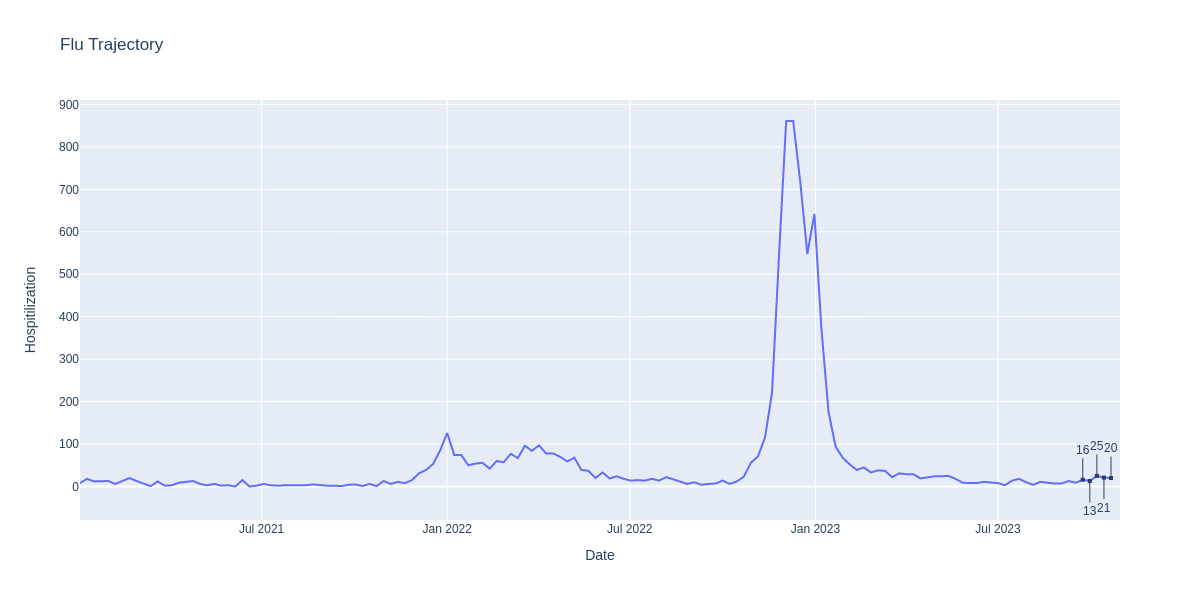 Flu Trajectory
900
800
700
600
500
400
300
200
100
0
Hospitilization
16
25
20
13
21
Jul 2021
Jan 2022
Jul 2022
Jan 2023
Jul 2023
Date